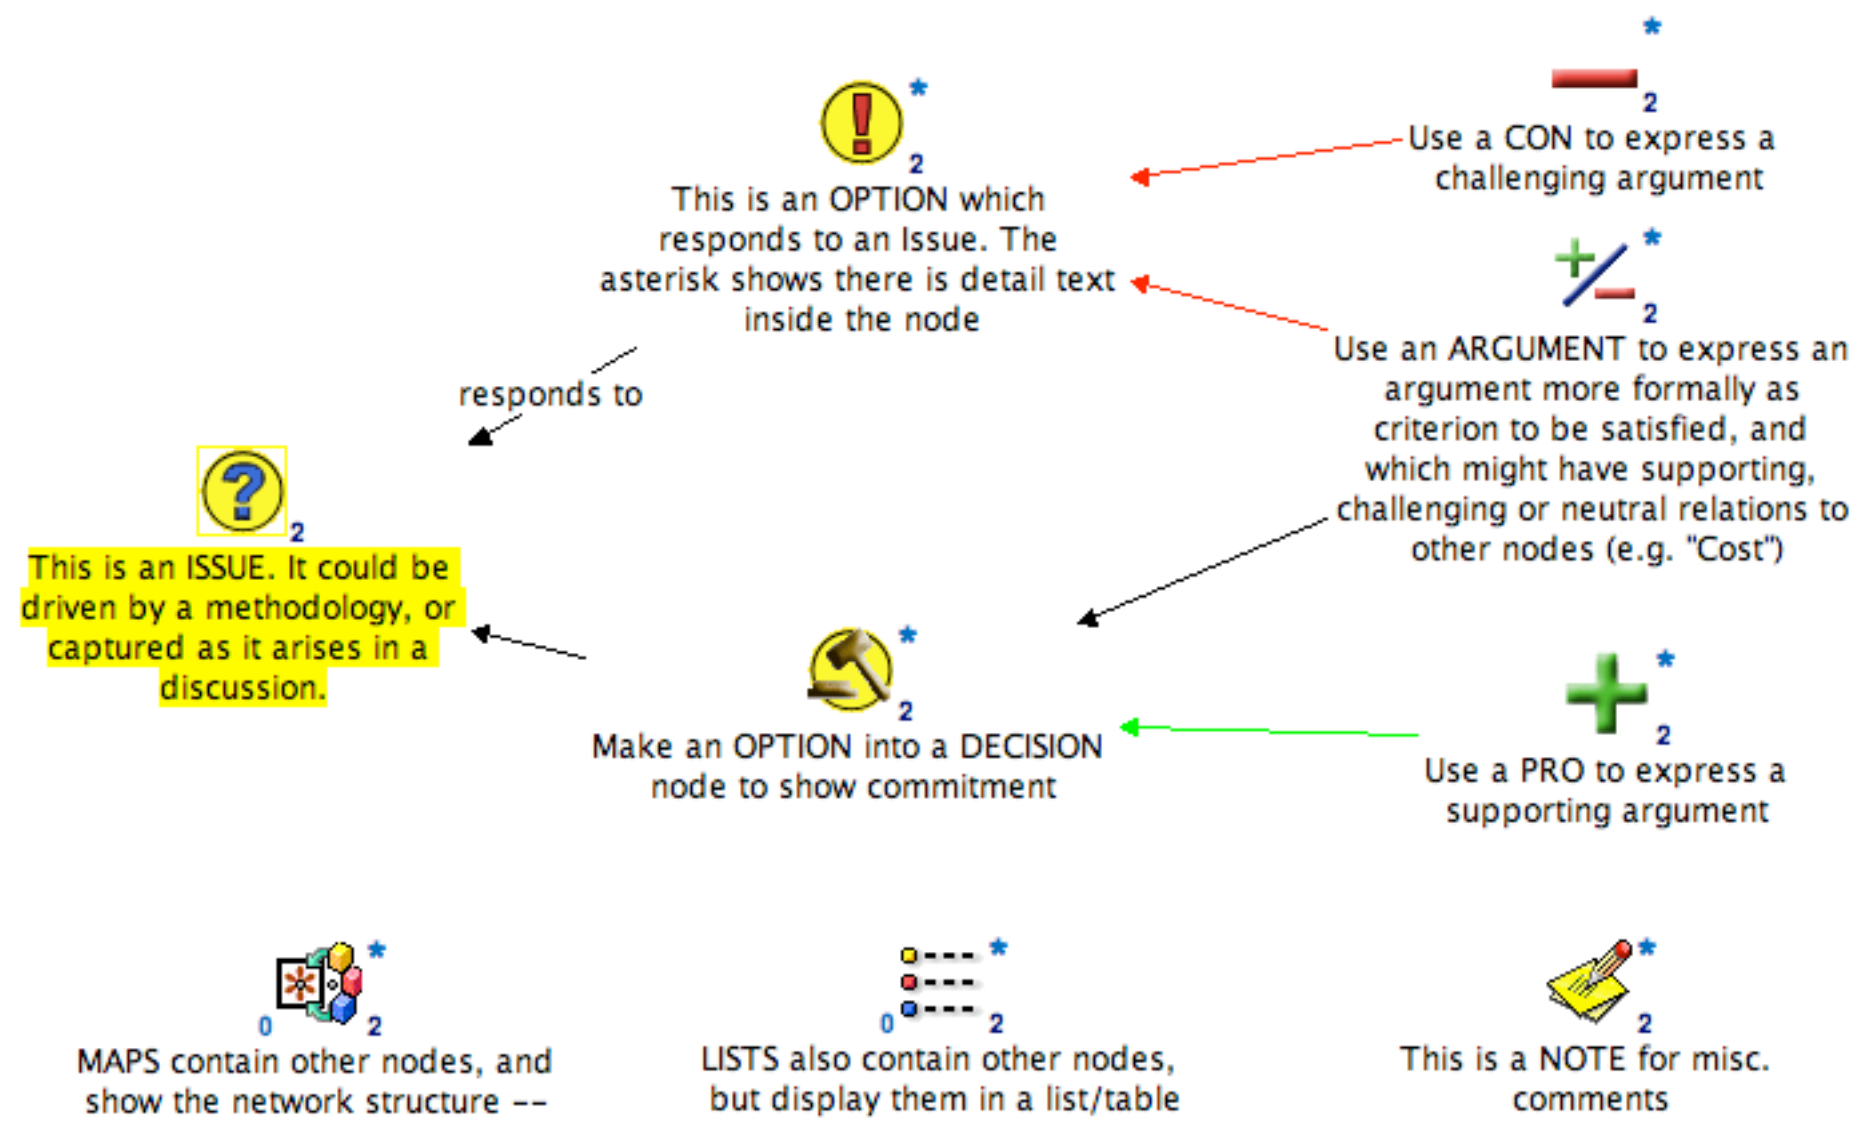 *
2
Use a CON to express a
challenging argument
*
2
This is an OPTION which
responds to an Issue. The
asterisk shows there is detail text
inside the node
*
2
Use an ARGUMENT to express an
argument more formally as
criterion to be satisfied, and
which might have supporting,
challenging or neutral relations to
other nodes (e.g. "Cost")
responds to
?
2
This is an ISSUE. It could be
driven by a methodology, or
captured as it arises in a
discussion.
*
2
Make an OPTION into a DECISION
node to show commitment
*
2
Use a PRO to express a
supporting argument
*
0 2
MAPS contain other nodes, and
show the network structure --
*
0 2
LISTS also contain other nodes,
but display them in a list/table
*
2
This is a NOTE for misc.
comments